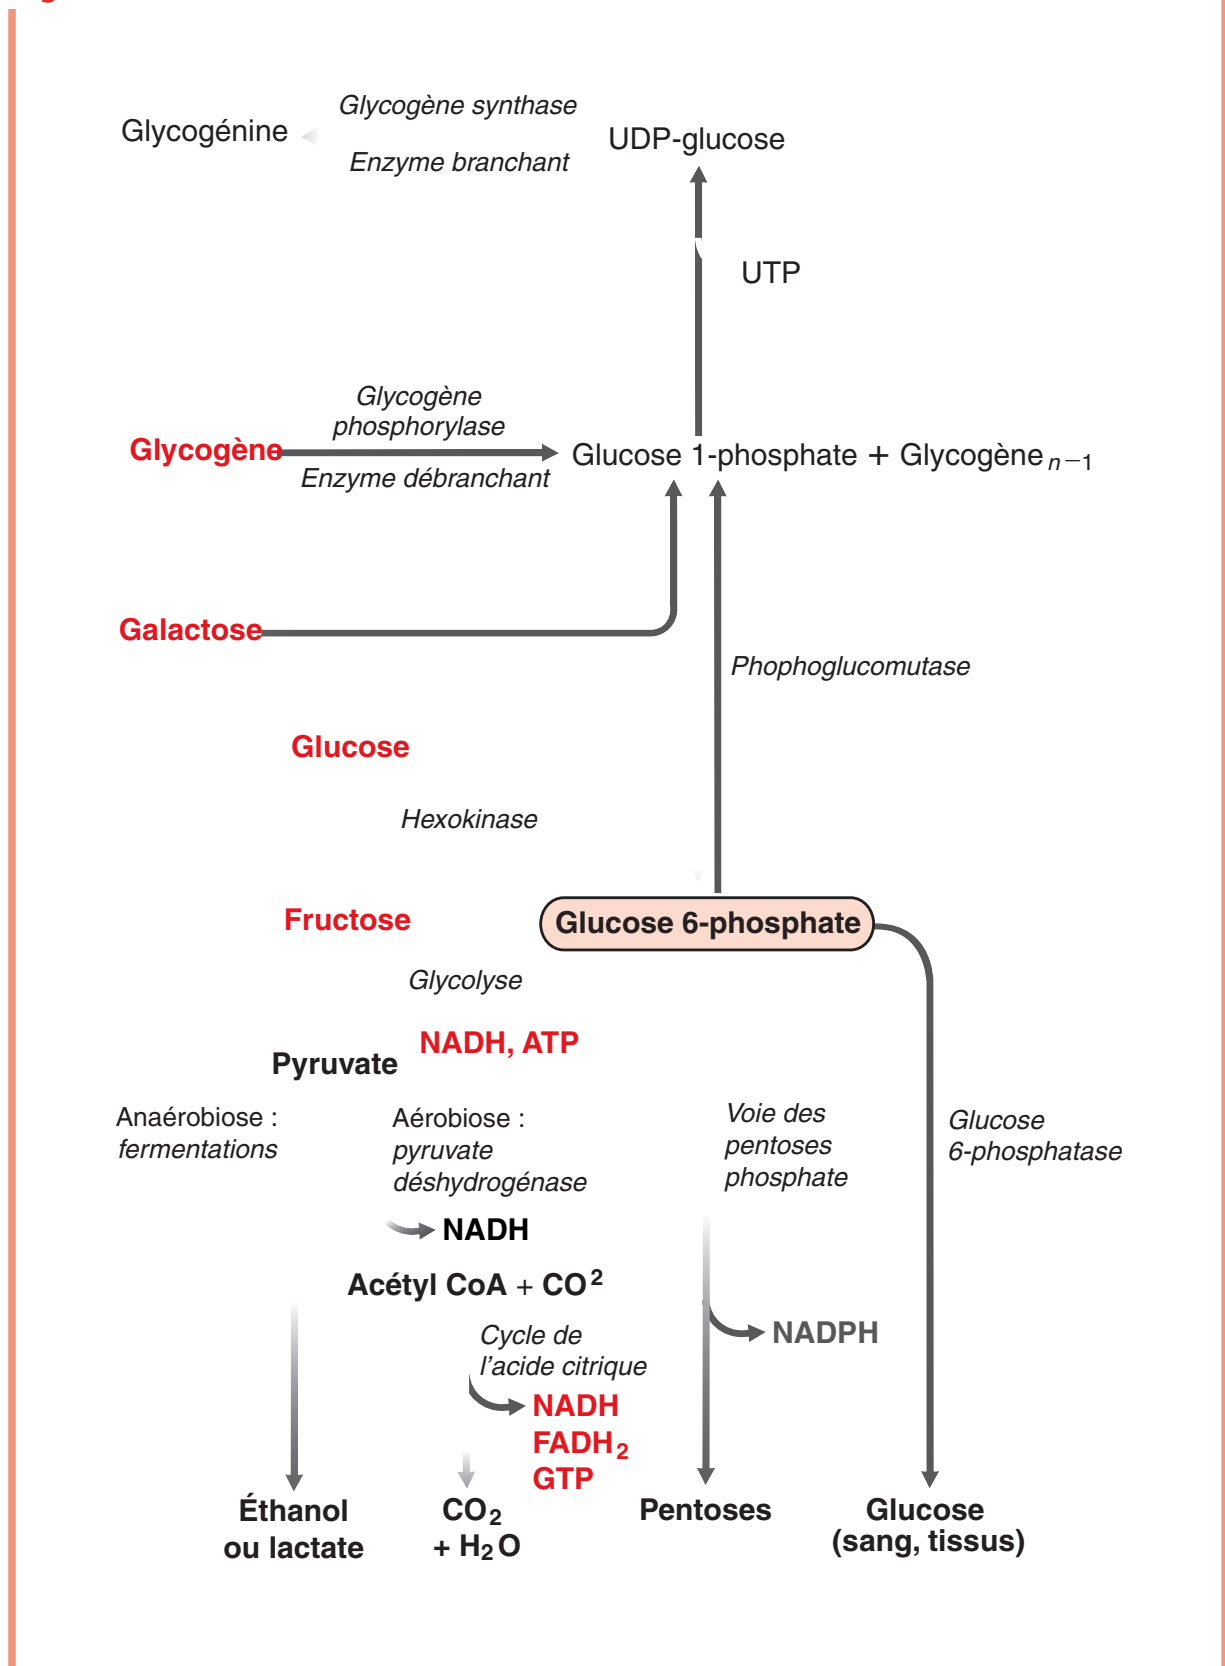 Glycogénine
Glycogène synthase
Enzyme branchant
UDP-glucose
UTP
Glycogène
Glycogène
phosphorylase
Enzyme débranchant
Glucose 1-phosphate + Glycogène n−1
Galactose
Phophoglucomutase
Glucose
Hexokinase
Fructose
Glucose 6-phosphate
Glycolyse
NADH, ATP
Pyruvate
Anaérobiose :
fermentations
Aérobiose :
pyruvate
déshydrogénase
NADH
Acétyl CoA + CO²
Cycle de
l'acide citrique
NADH
FADH₂
GTP
Voie des
pentoses
phosphate
NADPH
Glucose
6-phosphatase
Éthanol
ou lactate
CO₂
+ H₂O
Pentoses
Glucose
(sang, tissus)